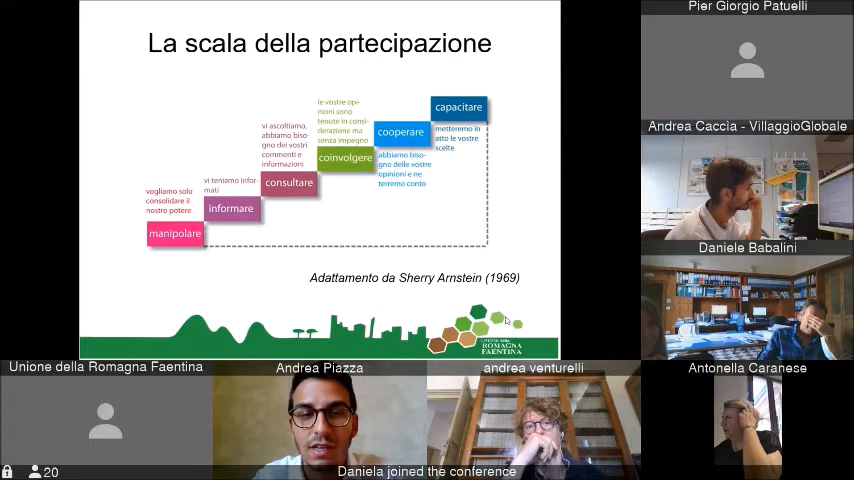 La scala della partecipazione
capacitare
metteremo in
atto le vostre
scelte
le vostre opi-
nioni sono
tenute in consi-
derazione ma
senza impegno
cooperare
abbiamo biso-
gno delle vostre
opinioni e ne
terremo conto
vi ascoltiamo,
abbiamo biso-
gno dei vostri
commenti e
informazioni
coinvolgere
consultare
vi teniamo infor-
mati
informare
vogliamo solo
consolidare il
nostro potere
manipolare
Adattamento da Sherry Arnstein (1969)
UNIONE DELLA
ROMAGNA
FAENTINA
Pier Giorgio Patuelli
Andrea Caccìa - VillaggioGlobale
Daniele Babalini
Unione della Romagna Faentina
Andrea Piazza
andrea venturelli
Antonella Caranese
20
Daniela joined the conference